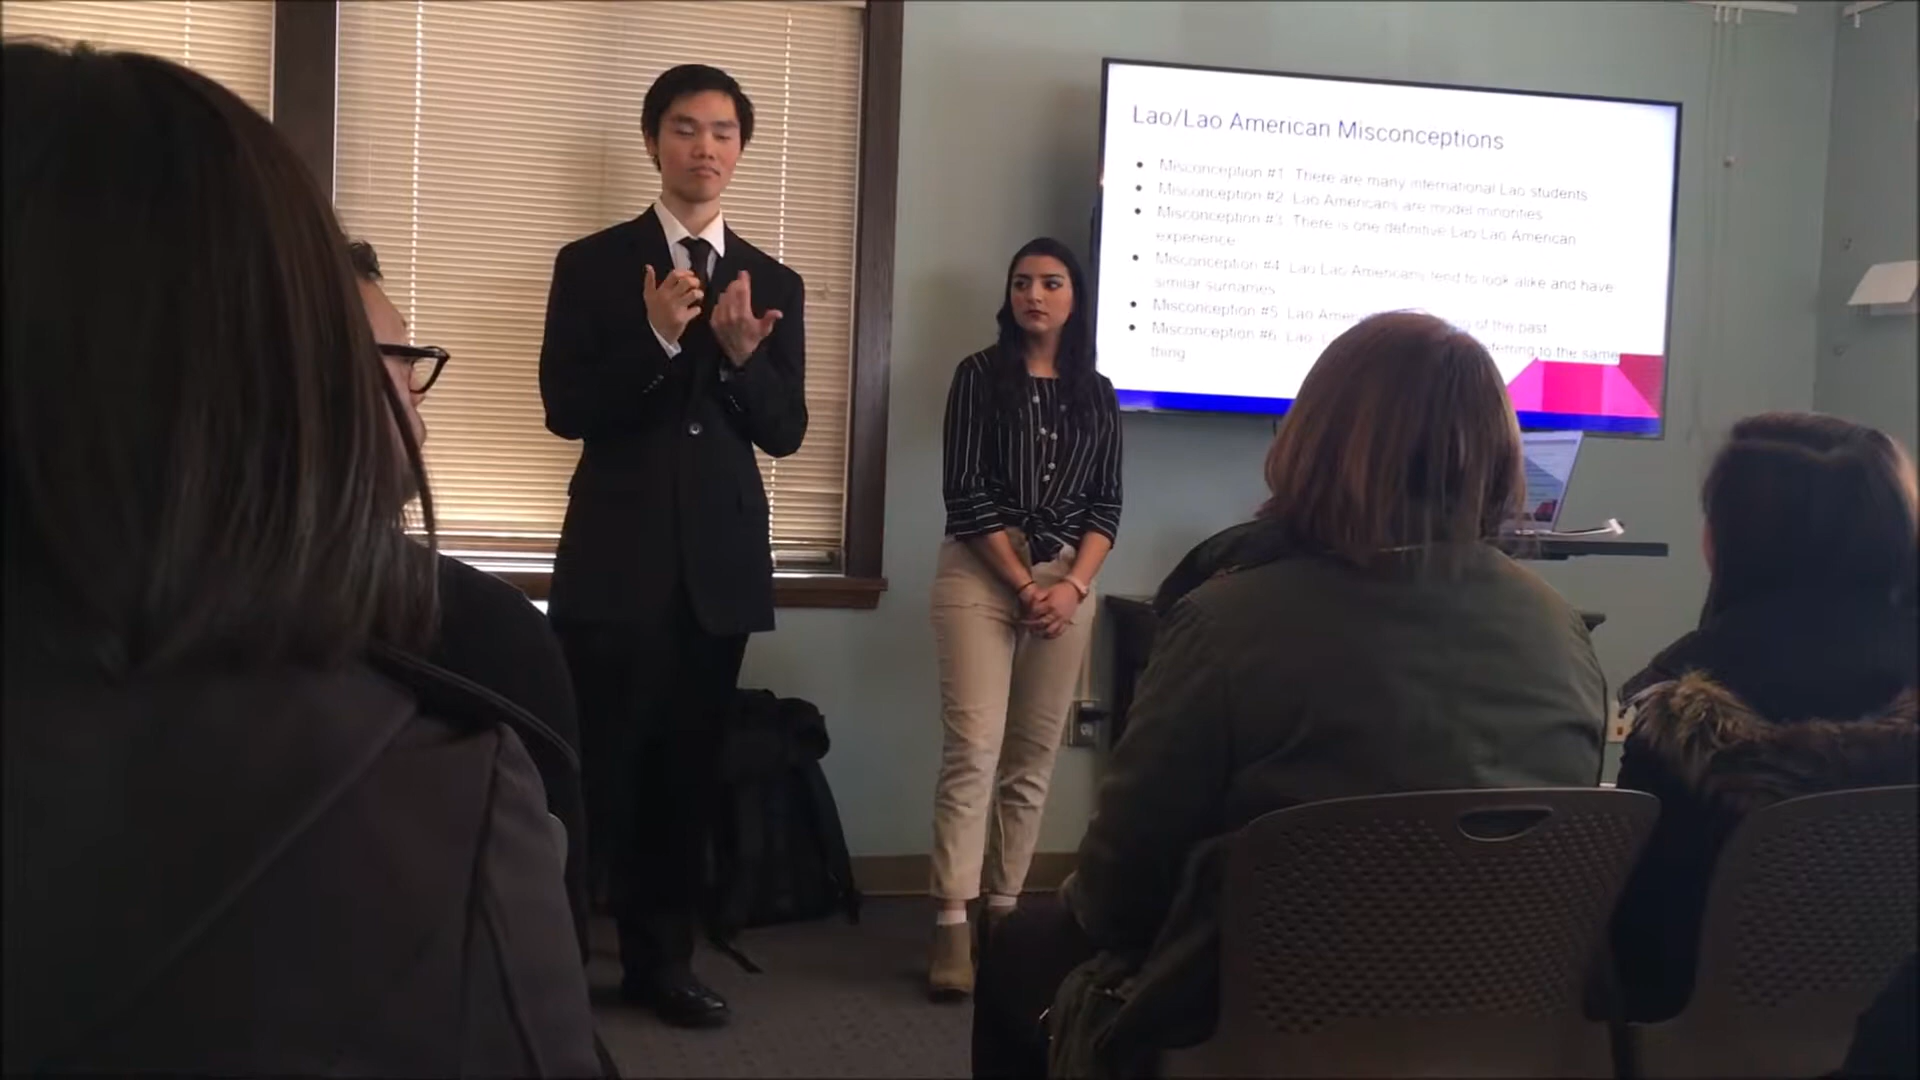 Lao/Lao American Misconceptions
Misconception #1: There are many international Lao students
Misconception #2: Lao Americans are model minorities
Misconception #3: There is one definitive Lao Lao American
experience
Misconception #4: Lao Lao Americans tend to look alike and have
similar surnames
Misconception #5: Lao of the past
Misconception #6: Lao referring to the same
thing